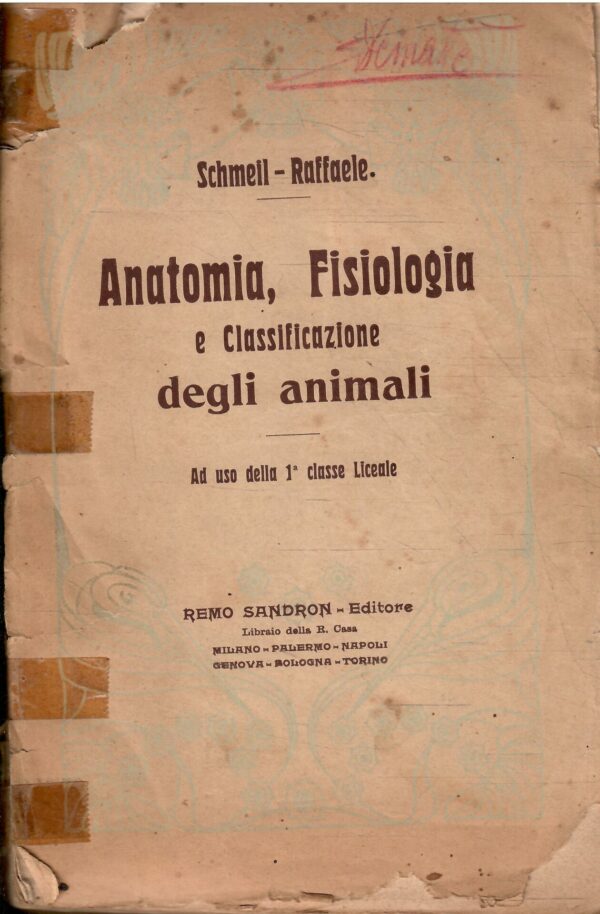 Schmeil - Raffaele.
Anatomia, Fisiologia
e Classificazione
degli animali
Ad uso della 1ª classe Liceale
REMO SANDRON - Editore
Libraio della R. Casa
MILANO - PALERMO - NAPOLI
GENOVA - BOLOGNA - TORINO